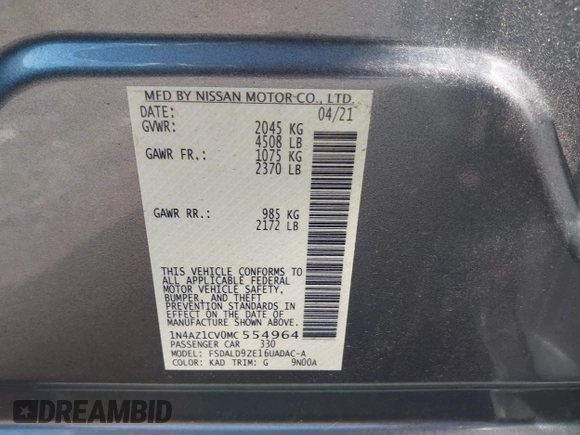 MFD BY NISSAN MOTOR CO., LTD.
DATE: 04/21
GVWR: 2045 KG
4508 LB
GAWR FR.: 1075 KG
2370 LB
GAWR RR.: 985 KG
2172 LB
THIS VEHICLE CONFORMS TO
ALL APPLICABLE FEDERAL
MOTOR VEHICLE SAFETY,
BUMPER, AND THEFT
PREVENTION STANDARDS IN
EFFECT ON THE DATE OF
MANUFACTURE SHOWN ABOVE.
1N4AZ1CV0MC 554964
PASSENGER CAR 330
MODEL: FSDALD9ZE16UADAC-A
COLOR: KAD TRIM: G 9N00A
DREAMBID